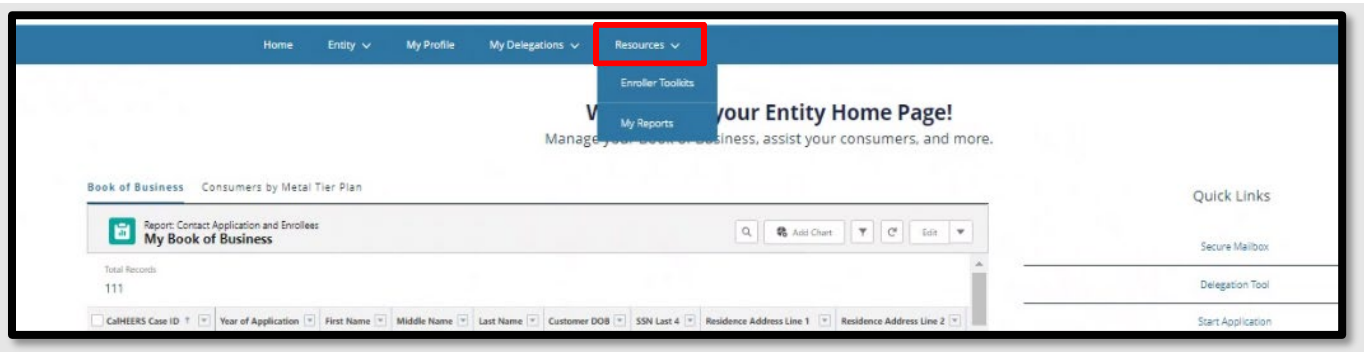 Home Entity My Profile My Delegations Resources
Enroller Toolkits
My Reports
your Entity Home Page!
Manage your Book of Business, assist your consumers, and more.
Book of Business Consumers by Metal Tier Plan
Report: Contact Application and Enrollees
My Book of Business
Add Chart Edit
Total Records
111
CalHEERS Case ID Year of Application First Name Middle Name Last Name Customer DOB SSN Last 4 Residence Address Line 1 Residence Address Line 2
Quick Links
Secure Mailbox
Delegation Tool
Start Application